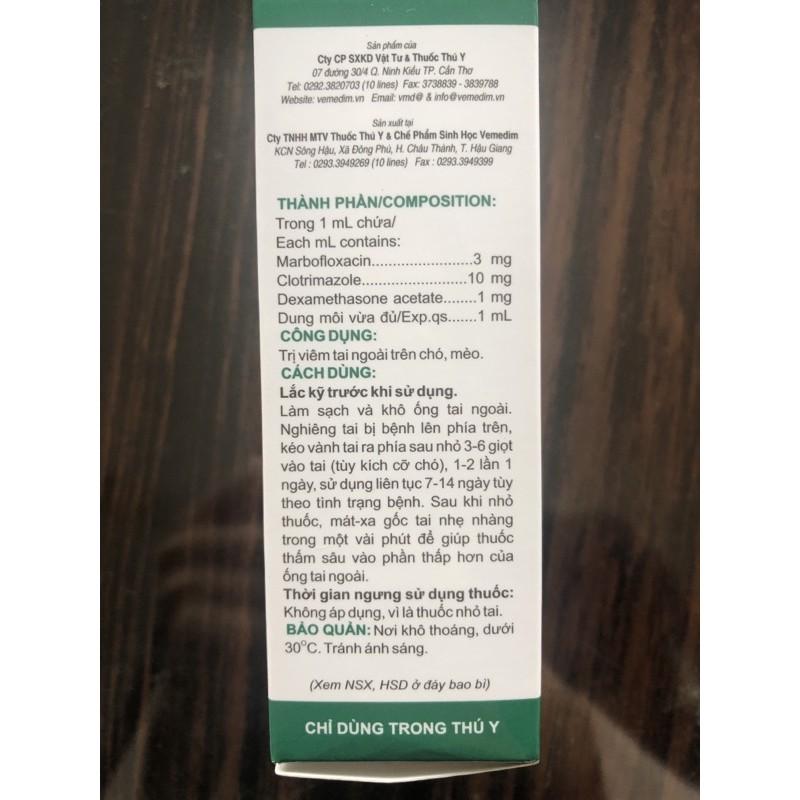 Sản phẩm của
Cty CP SXKD Vật Tư & Thuốc Thú Y
07 đường 30/4 Q. Ninh Kiều TP. Cần Thơ
Tel: 0292.3820703 (10 lines) Fax: 3738839 - 3839788
Website: vemedim.vn Email: vmd@ & info@vemedim.vn
Sản xuất tại
Cty TNHH MTV Thuốc Thú Y & Chế Phẩm Sinh Học Vemedim
KCN Sông Hậu, Xã Đông Phú, H. Châu Thành, T. Hậu Giang
Tel : 0293.3949269 (10 lines) Fax : 0293.3949399
THÀNH PHẦN/COMPOSITION:
Trong 1 mL chứa/
Each mL contains:
Marbofloxacin.......................3 mg
Clotrimazole........................10 mg
Dexamethasone acetate.......1 mg
Dung môi vừa đủ/Exp.qs......1 mL
CÔNG DỤNG:
Trị viêm tai ngoài trên chó, mèo.
CÁCH DÙNG:
Lắc kỹ trước khi sử dụng.
Làm sạch và khô ống tai ngoài.
Nghiêng tai bị bệnh lên phía trên,
kéo vành tai ra phía sau nhỏ 3-6 giọt
vào tai (tùy kích cỡ chó), 1-2 lần 1
ngày, sử dụng liên tục 7-14 ngày tùy
theo tình trạng bệnh. Sau khi nhỏ
thuốc, mát-xa gốc tai nhẹ nhàng
trong một vài phút để giúp thuốc
thấm sâu vào phần thấp hơn của
ống tai ngoài.
Thời gian ngưng sử dụng thuốc:
Không áp dụng, vì là thuốc nhỏ tai.
BẢO QUẢN: Nơi khô thoáng, dưới
30°C. Tránh ánh sáng.
(Xem NSX, HSD ở đáy bao bì)
CHỈ DÙNG TRONG THÚ Y